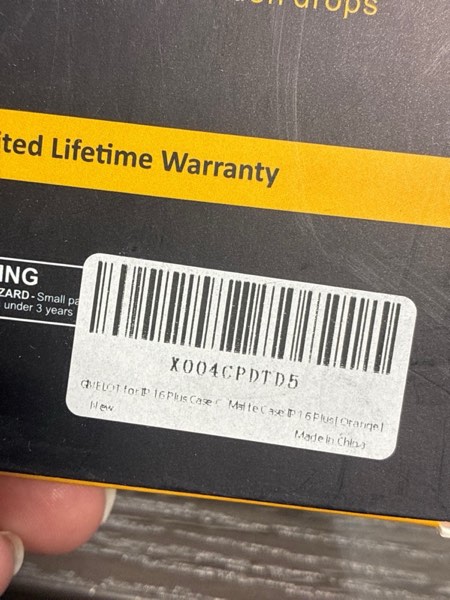 drops
ited Lifetime Warranty
ING
ZARD - Small pa
under 3 years
X004CPDTD5
for IP 16 Plus Case C Matte Case IP 16 Plus| Orange|
New
Made In China